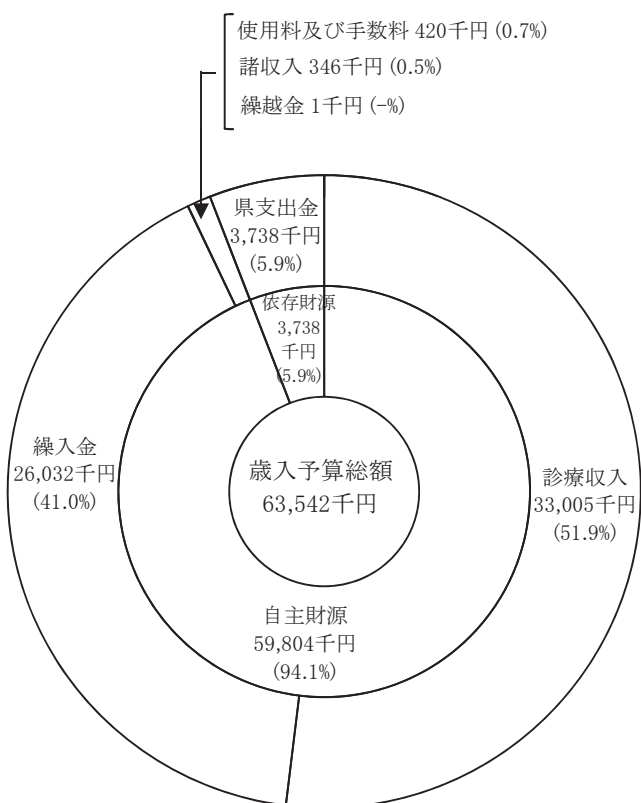 使用料及び手数料 420千円 (0.7%)
諸収入 346千円 (0.5%)
繰越金 1千円 (-%)
県支出金
3,738千円
(5.9%)
依存財源
3,738
千円
(5.9%)
繰入金
26,032千円
(41.0%)
歳入予算総額
63,542千円
診療収入
33,005千円
(51.9%)
自主財源
59,804千円
(94.1%)